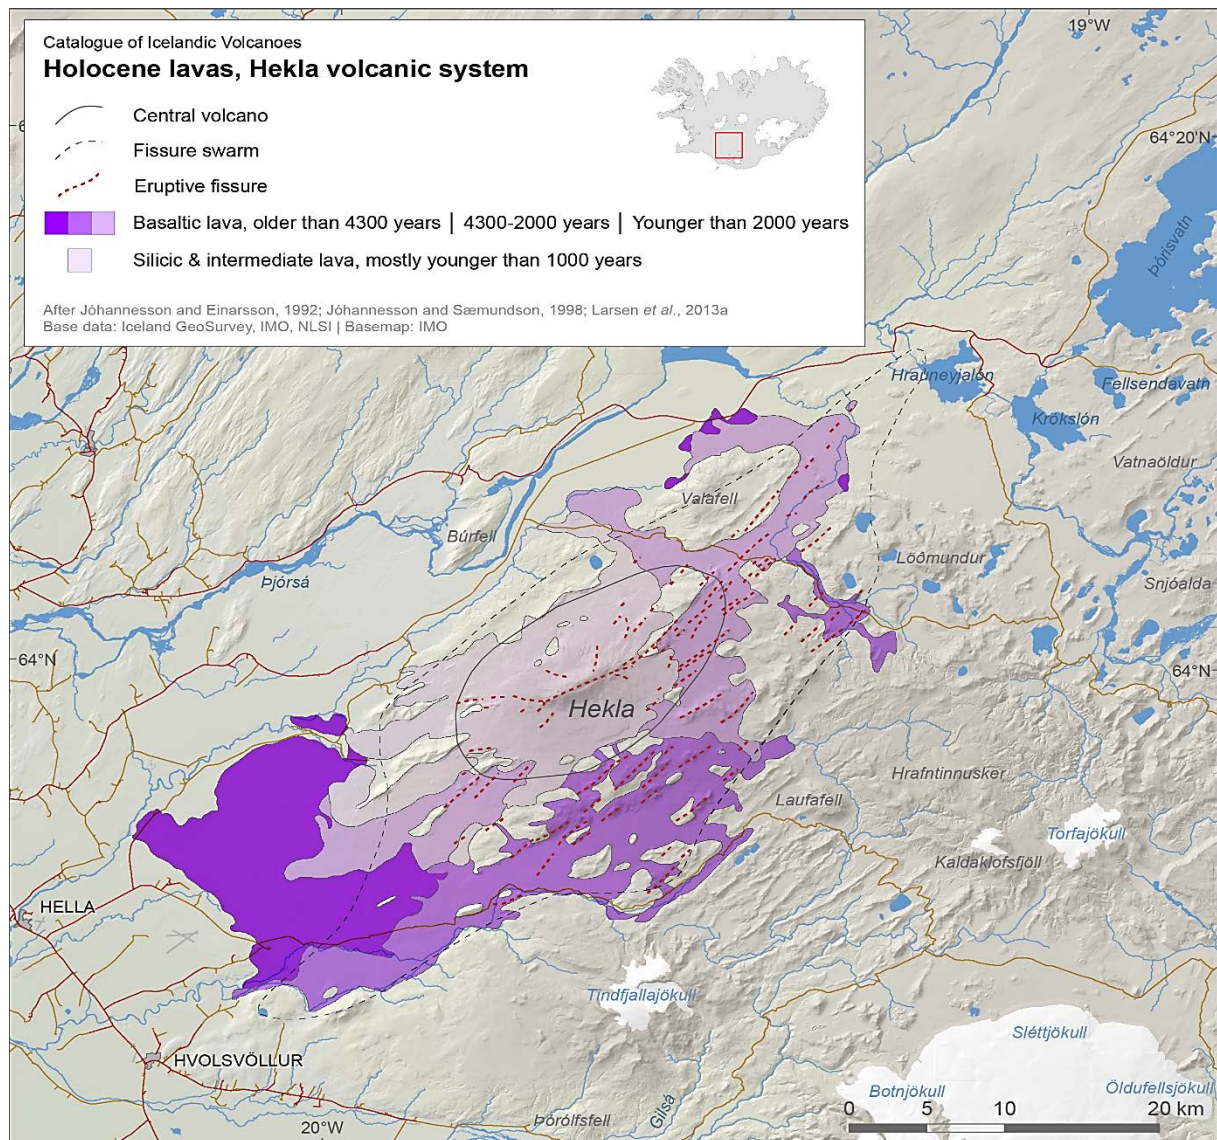 Catalogue of Icelandic Volcanoes
Holocene lavas, Hekla volcanic system
Central volcano
Fissure swarm
Eruptive fissure
Basaltic lava, older than 4300 years | 4300-2000 years | Younger than 2000 years
Silicic & intermediate lava, mostly younger than 1000 years
After Jóhannesson and Einarsson, 1992; Jóhannesson and Sæmundson, 1998; Larsen et al., 2013a
Base data: Iceland GeoSurvey, IMO, NLSI | Basemap: IMO
19°W
64°20'N
Þórisvatn
Hrauneyjalón
Fellsendavatn
Krókslón
Vatnaöldur
Valafell
Búrfell
Löðmundur
Þjórsá
Snjóalda
64°N
64°N
Hekla
Hrafntinnusker
Laufafell
Torfajökull
Kaldaklofsfjöll
HELLA
Tindfjallajökull
Sléttjökull
HVOLSVÖLLUR
Botnjökull
Öldufellsjökull
Þórólfsfell
Gilsá
20°W
0 5 10 20 km